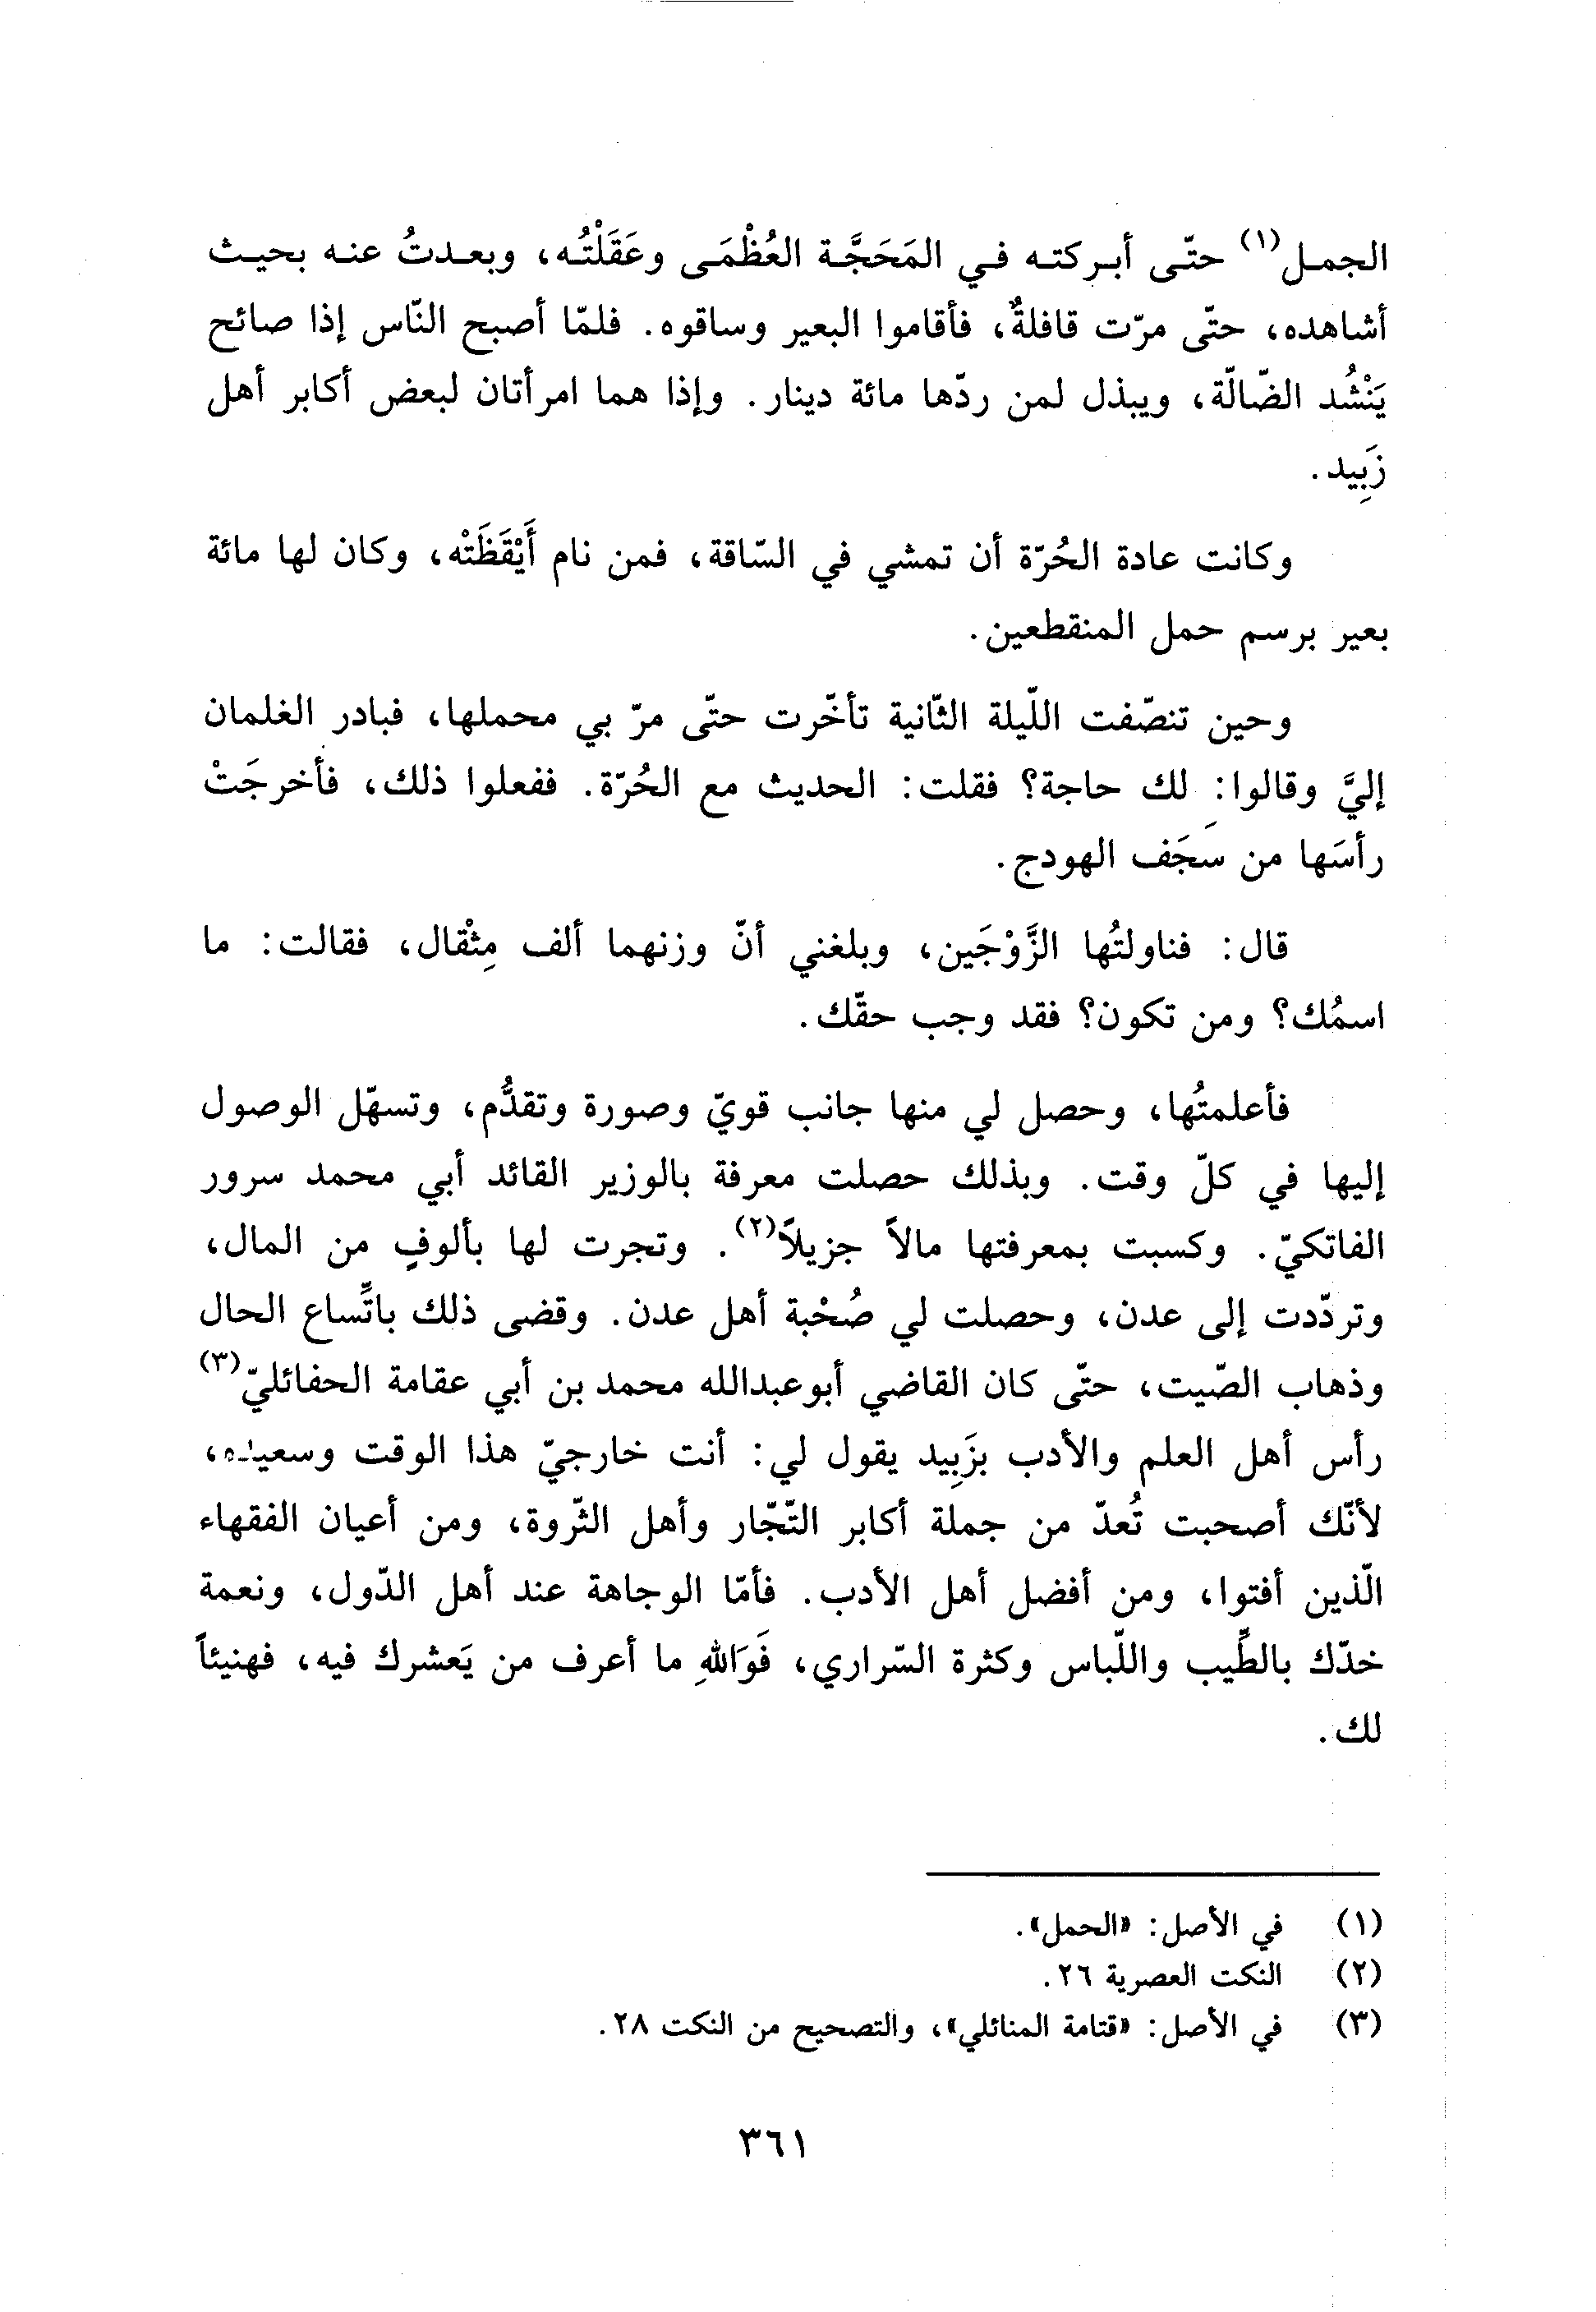 الجمل(١) حتّى أبركته في المَحَجَّة العُظْمَى وعَقَلْتُه، وبعدتُ عنه بحيث
أشاهده، حتّى مرّت قافلةٌ، فأقاموا البعير وساقوه. فلمّا أصبح النّاس إذا صائح
يَنْشُد الضّالّة، ويبذل لمن ردّها مائة دينار. وإذا هما امرأتان لبعض أكابر أهل
زَبِيد.
وكانت عادة الحُرّة أن تمشي في السّاقة، فمن نام أَيْقَظَتْه، وكان لها مائة
بعير برسم حمل المنقطعين.
وحين تنصّفت اللّيلة الثّانية تأخّرت حتّى مرّ بي محملها، فبادر الغلمان
إليَّ وقالوا: لك حاجة؟ فقلت: الحديث مع الحُرّة. ففعلوا ذلك، فأخرجَتْ
رأسَها من سَجَف الهودج.
قال: فناولتُها الزَّوْجَين، وبلغني أنّ وزنهما ألف مِثْقال، فقالت: ما
اسمُك؟ ومن تكون؟ فقد وجب حقّك.
فأعلمتُها، وحصل لي منها جانب قويّ وصورة وتقدُّم، وتسهّل الوصول
إليها في كلّ وقت. وبذلك حصلت معرفة بالوزير القائد أبي محمد سرور
الفاتكيّ. وكسبت بمعرفتها مالاً جزيلاً(٢). وتجرت لها بألوفٍ من المال،
وتردّدت إلى عدن، وحصلت لي صُحْبة أهل عدن. وقضى ذلك باتِّساع الحال
وذهاب الصّيت، حتّى كان القاضي أبوعبدالله محمد بن أبي عقامة الحفائليّ(٣)
رأس أهل العلم والأدب بزَبِيد يقول لي: أنت خارجيّ هذا الوقت وسعيده،
لأنّك أصحبت تُعدّ من جملة أكابر التّجّار وأهل الثّروة، ومن أعيان الفقهاء
الّذين أفتوا، ومن أفضل أهل الأدب. فأمّا الوجاهة عند أهل الدّول، ونعمة
خدّك بالطِّيب واللّباس وكثرة السّراري، فَوَاللهِ ما أعرف من يَعشرك فيه، فهنيئاً
لك.
(١) في الأصل: «الحمل».
(٢) النكت العصرية ٢٦.
(٣) في الأصل: «قتامة المنائلي»، والتصحيح من النكت ٢٨.
٣٦١